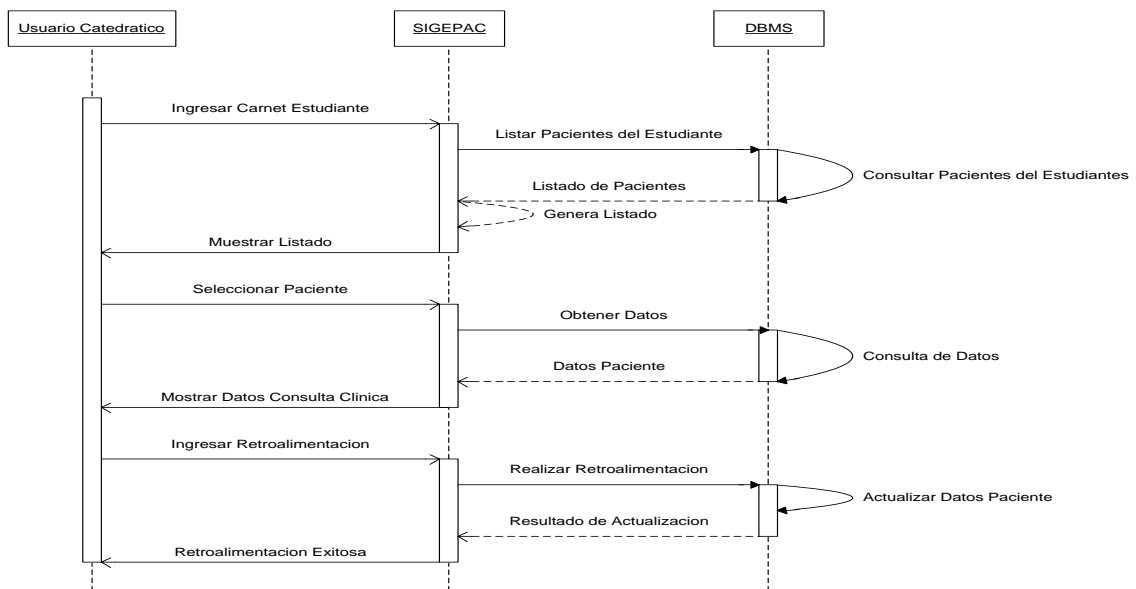 Usuario Catedratico
SIGEPAC
DBMS
Ingresar Carnet Estudiante
Listar Pacientes del Estudiante
Consultar Pacientes del Estudiantes
Listado de Pacientes
Genera Listado
Muestrar Listado
Seleccionar Paciente
Obtener Datos
Consulta de Datos
Datos Paciente
Mostrar Datos Consulta Clinica
Ingresar Retroalimentacion
Realizar Retroalimentacion
Actualizar Datos Paciente
Resultado de Actualizacion
Retroalimentacion Exitosa